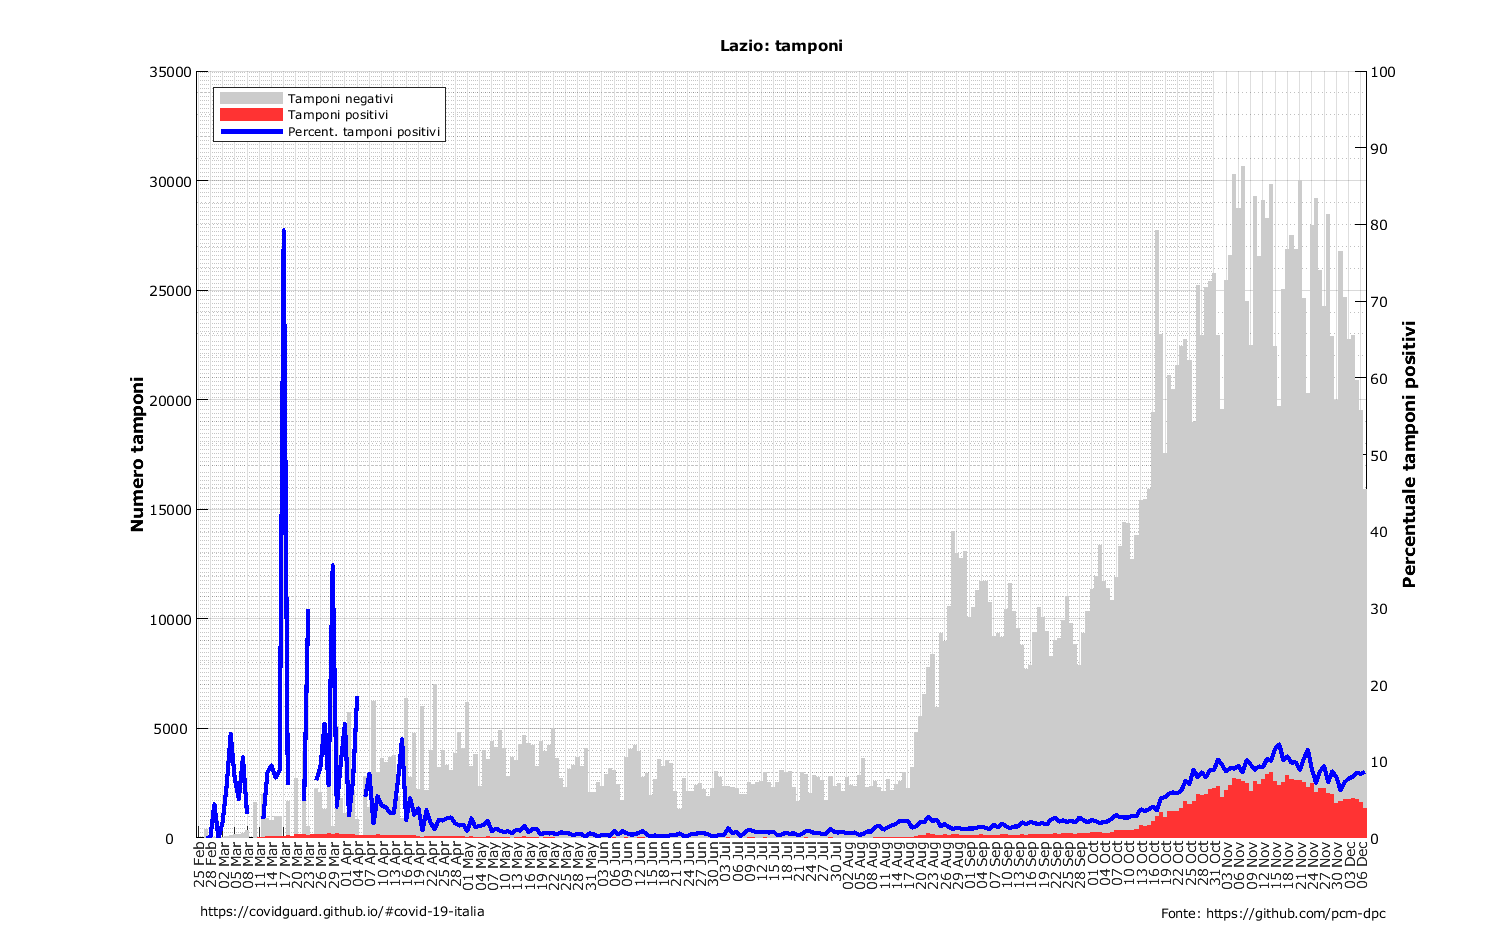 Lazio: tamponi
Tamponi negativi
Tamponi positivi
Percent. tamponi positivi
Numero tamponi
35000
30000
25000
20000
15000
10000
5000
0
Percentuale tamponi positivi
100
90
80
70
60
50
40
30
20
10
0
25 Feb
28 Feb
02 Mar
05 Mar
08 Mar
11 Mar
14 Mar
17 Mar
20 Mar
23 Mar
26 Mar
29 Mar
01 Apr
04 Apr
07 Apr
10 Apr
13 Apr
16 Apr
19 Apr
22 Apr
25 Apr
28 Apr
01 May
04 May
07 May
10 May
13 May
16 May
19 May
22 May
25 May
28 May
31 May
03 Jun
06 Jun
09 Jun
12 Jun
15 Jun
18 Jun
21 Jun
24 Jun
27 Jun
30 Jun
03 Jul
06 Jul
09 Jul
12 Jul
15 Jul
18 Jul
21 Jul
24 Jul
27 Jul
30 Jul
02 Aug
05 Aug
08 Aug
11 Aug
14 Aug
17 Aug
20 Aug
23 Aug
26 Aug
29 Aug
01 Sep
04 Sep
07 Sep
10 Sep
13 Sep
16 Sep
19 Sep
22 Sep
25 Sep
28 Sep
01 Oct
04 Oct
07 Oct
10 Oct
13 Oct
16 Oct
19 Oct
22 Oct
25 Oct
28 Oct
31 Oct
03 Nov
06 Nov
09 Nov
12 Nov
15 Nov
18 Nov
21 Nov
24 Nov
27 Nov
30 Nov
03 Dec
06 Dec
https://covidguard.github.io/#covid-19-italia
Fonte: https://github.com/pcm-dpc